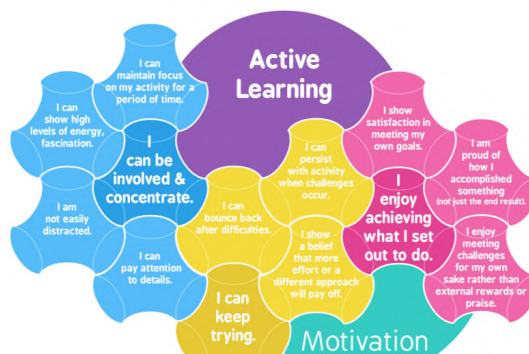 Active
Learning
I can
maintain focus
on my activity for a
period of time.
I can
show high
levels of energy,
fascination.
I
can be
involved &
concentrate.
I am
not easily
distracted.
I can
pay attention
to details.
I can
bounce back
after difficulties.
I can
persist
with activity
when challenges
occur.
I show
a belief
that more
effort or a
different approach
will pay off.
I can
keep
trying.
I show
satisfaction in
meeting my
own goals.
I am
proud of
how I
accomplished
something
(not just the end result).
I
enjoy
achieving
what I set
out to do.
I enjoy
meeting
challenges
for my own
sake rather than
external rewards or
praise.
Motivation